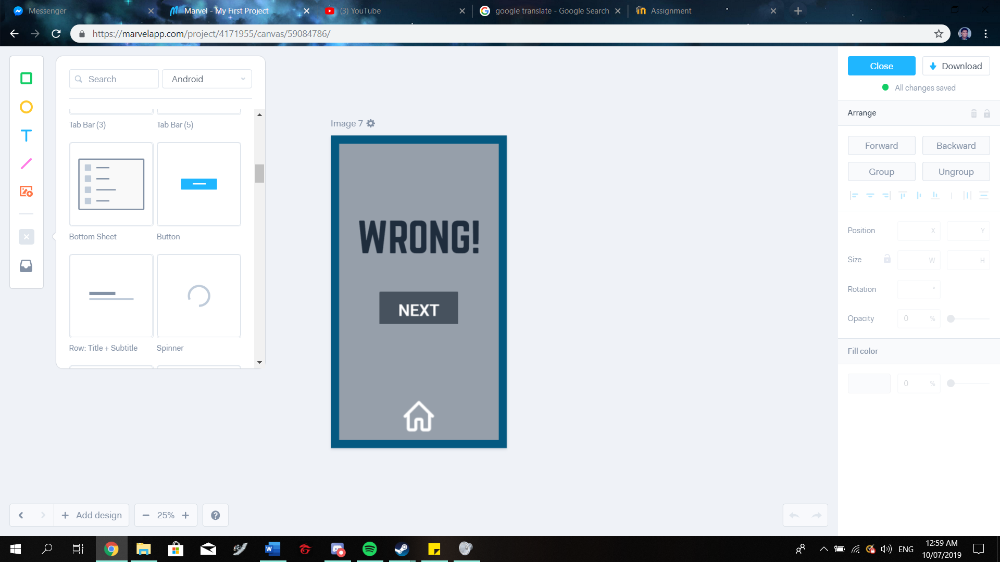 Messenger
Marvel - My First Project
(3) YouTube
google translate - Google Search
Assignment
https://marvelapp.com/project/4171955/canvas/59084786/
Search
Android
Tab Bar (3)
Tab Bar (5)
Bottom Sheet
Button
Row: Title + Subtitle
Spinner
Image 7
WRONG!
NEXT
Close
Download
All changes saved
Arrange
Forward
Backward
Group
Ungroup
Position X Y
Size W H
Rotation °
Opacity 0 %
Fill color
0 %
+ Add design
− 25% +
?
ENG
12:59 AM
10/07/2019